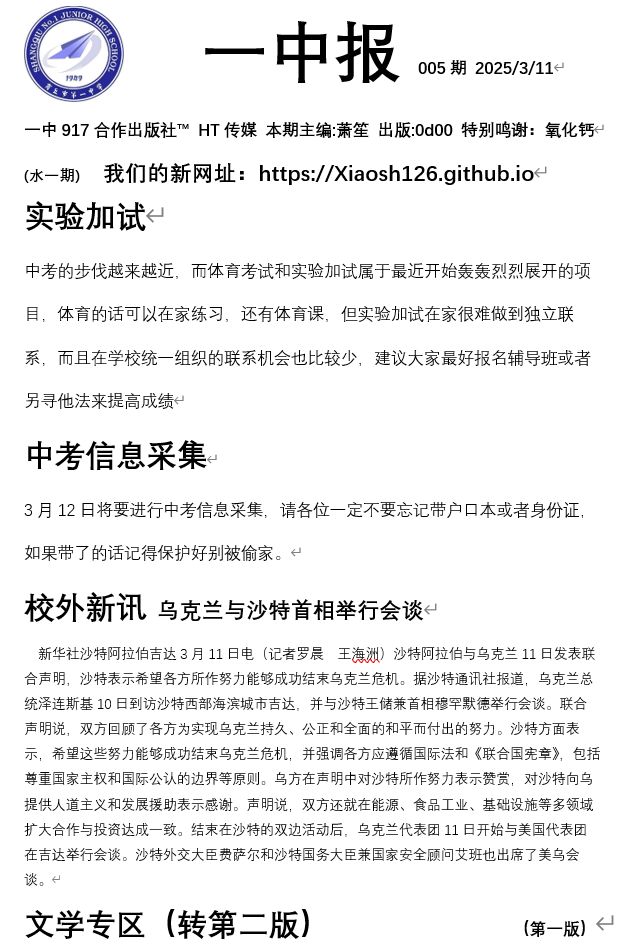 SHANGQIU No.1 JUNIOR HIGH SCHOOL
1909
商丘市第一中学
一中报 005 期 2025/3/11
一中 917 合作出版社™ HT 传媒 本期主编:萧笙 出版:0d00 特别鸣谢：氧化钙
(水一期) 我们的新网址：https://Xiaosh126.github.io
实验加试
中考的步伐越来越近，而体育考试和实验加试属于最近开始轰轰烈烈展开的项
目，体育的话可以在家练习，还有体育课，但实验加试在家很难做到独立联
系，而且在学校统一组织的联系机会也比较少，建议大家最好报名辅导班或者
另寻他法来提高成绩
中考信息采集
3 月 12 日将要进行中考信息采集，请各位一定不要忘记带户口本或者身份证，
如果带了的话记得保护好别被偷家。
校外新讯 乌克兰与沙特首相举行会谈
新华社沙特阿拉伯吉达 3 月 11 日电（记者罗晨 王海洲）沙特阿拉伯与乌克兰 11 日发表联
合声明，沙特表示希望各方所作努力能够成功结束乌克兰危机。据沙特通讯社报道，乌克兰总
统泽连斯基 10 日到访沙特西部海滨城市吉达，并与沙特王储兼首相穆罕默德举行会谈。联合
声明说，双方回顾了各方为实现乌克兰持久、公正和全面的和平而付出的努力。沙特方面表
示，希望这些努力能够成功结束乌克兰危机，并强调各方应遵循国际法和《联合国宪章》，包括
尊重国家主权和国际公认的边界等原则。乌方在声明中对沙特所作努力表示赞赏，对沙特向乌
提供人道主义和发展援助表示感谢。声明说，双方还就在能源、食品工业、基础设施等多领域
扩大合作与投资达成一致。结束在沙特的双边活动后，乌克兰代表团 11 日开始与美国代表团
在吉达举行会谈。沙特外交大臣费萨尔和沙特国务大臣兼国家安全顾问艾班也出席了美乌会
谈。
文学专区（转第二版） (第一版)